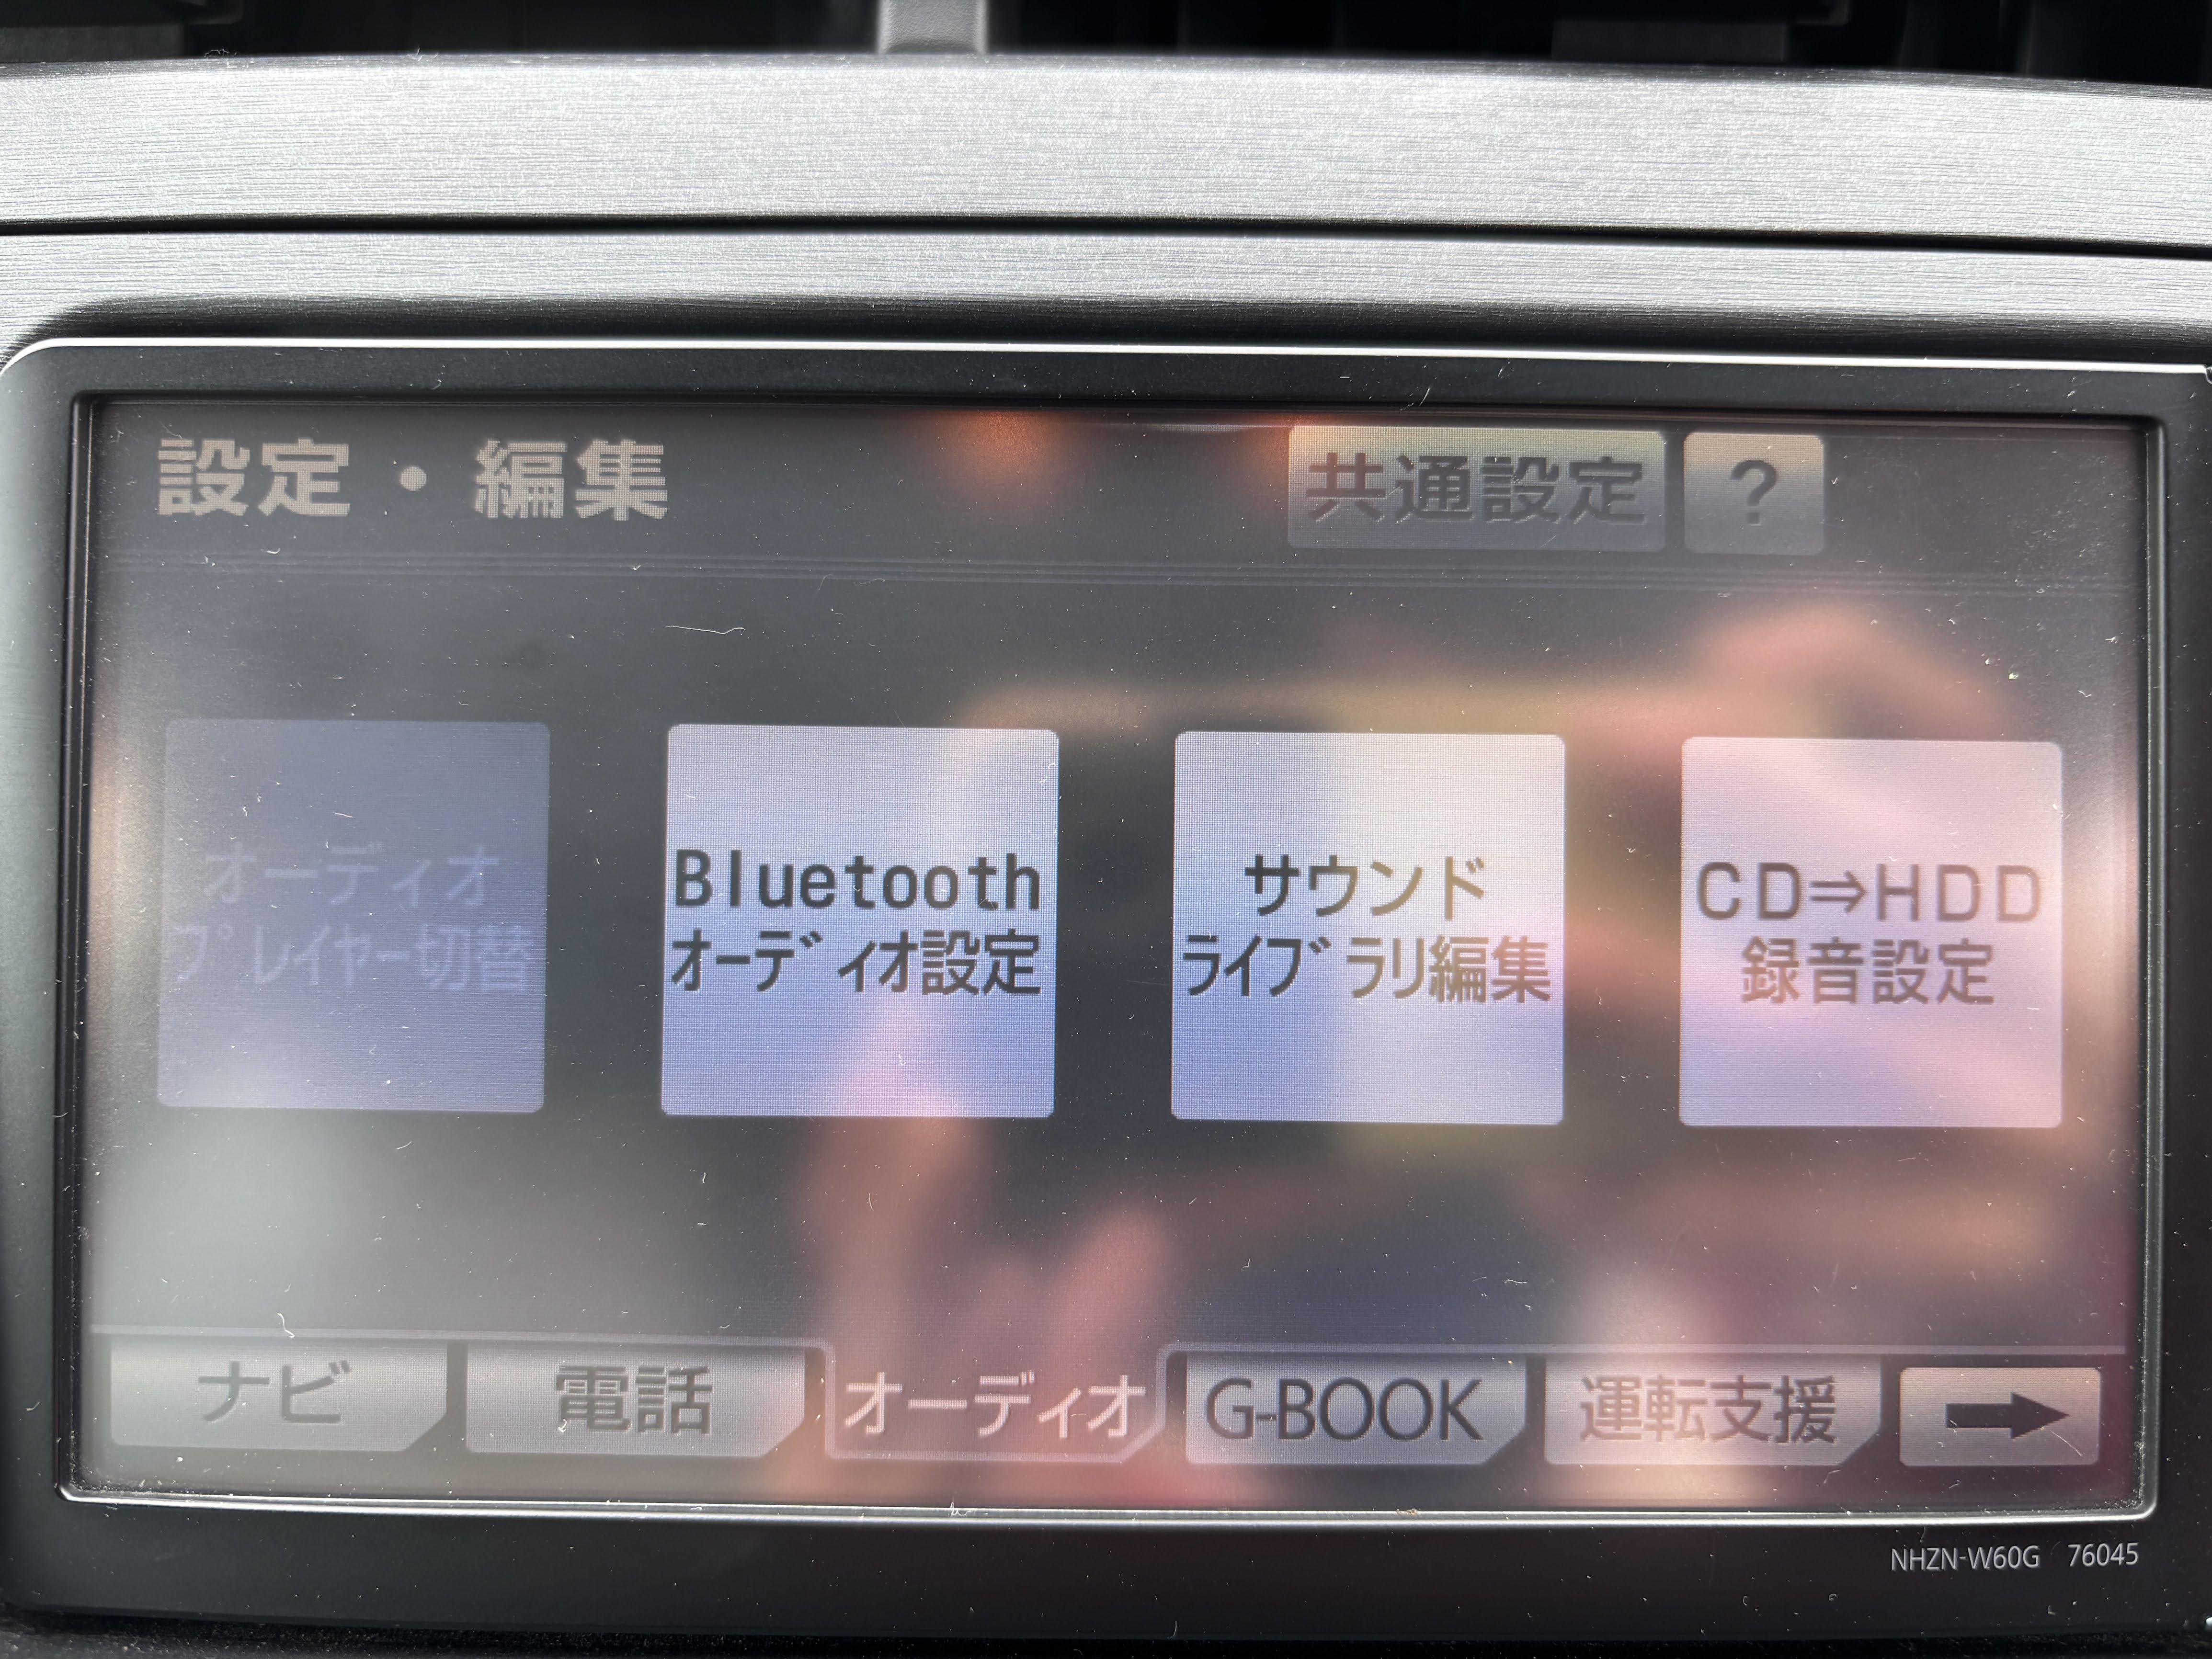 設定・編集
共通設定
?
オーディオ
プレイヤー切替
Bluetooth
オーディオ設定
サウンド
ライブラリ編集
CD⇒HDD
録音設定
ナビ
電話
オーディオ
G-BOOK
運転支援
NHZN-W60G 76045